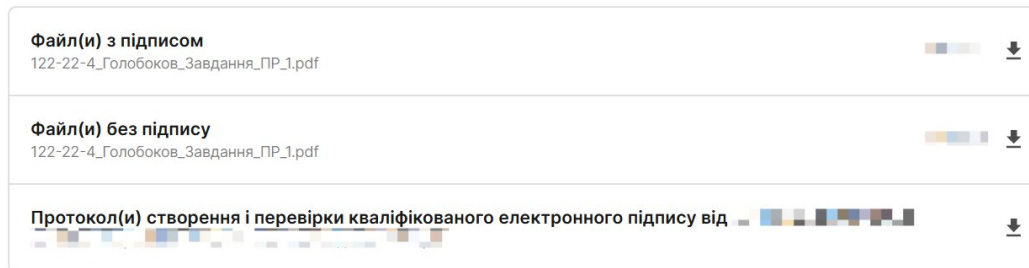 Файл(и) з підписом
122-22-4_Голобоков_Завдання_ПР_1.pdf
Файл(и) без підпису
122-22-4_Голобоков_Завдання_ПР_1.pdf
Протокол(и) створення і перевірки кваліфікованого електронного підпису від